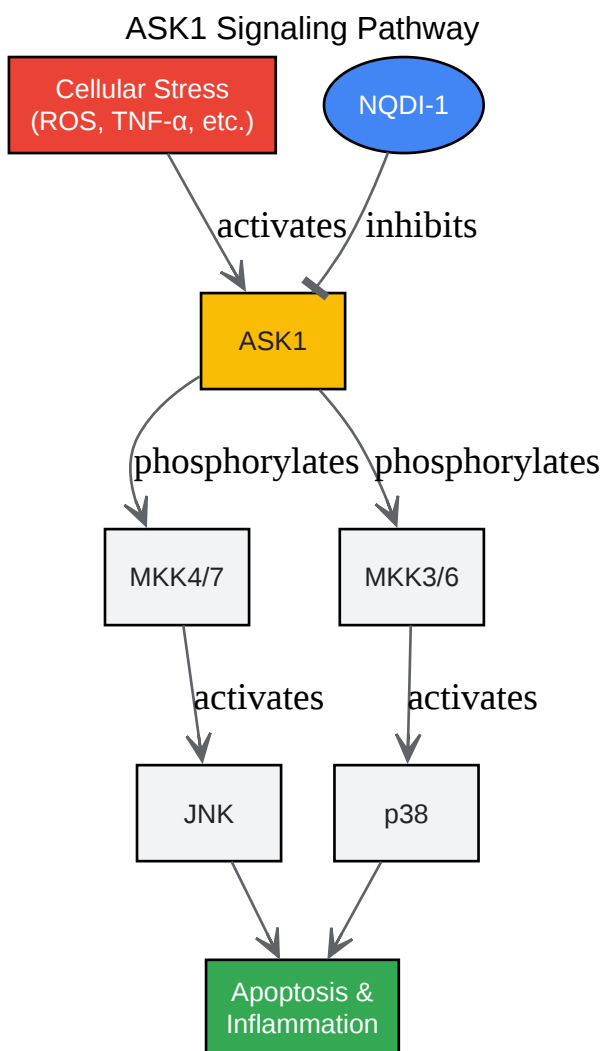 ASK1 Signaling Pathway
Cellular Stress
(ROS, TNF-α, etc.)
NQDI-1
activates
inhibits
ASK1
phosphorylates
phosphorylates
MKK4/7
MKK3/6
activates
activates
JNK
p38
Apoptosis &
Inflammation